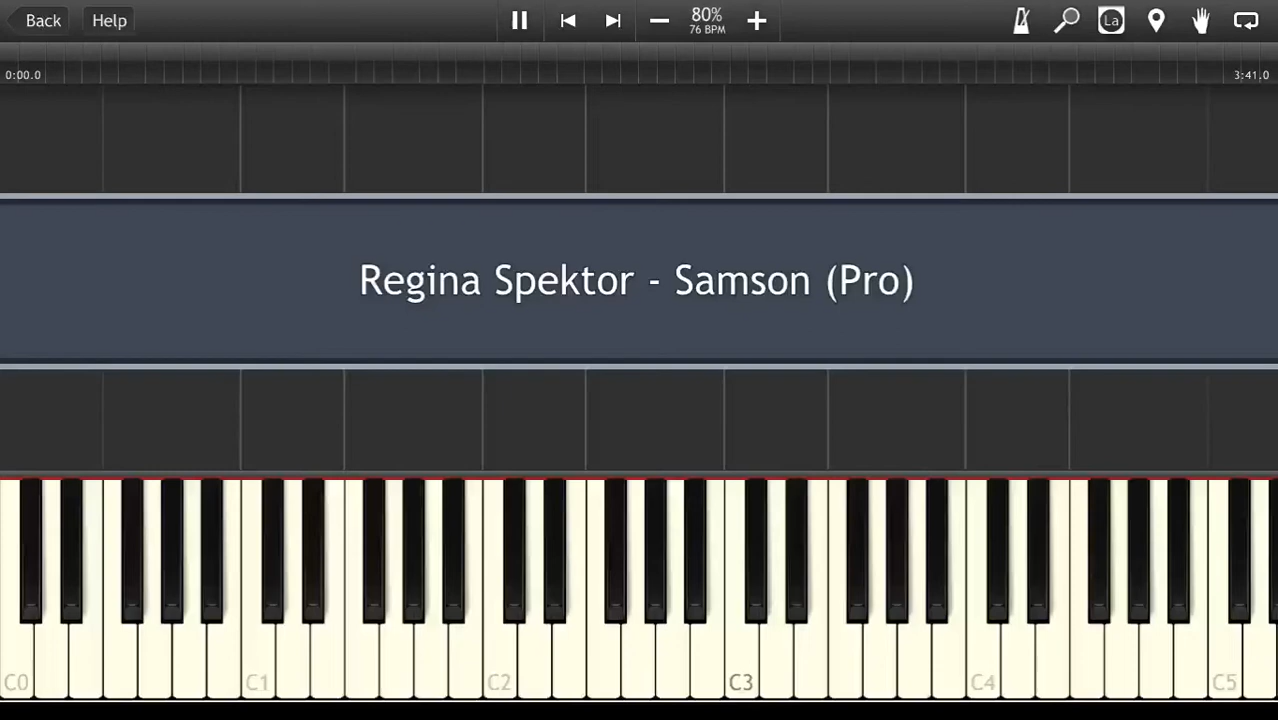 Back
Help
80%
76 BPM
La
0:00.0
3:41.0
Regina Spektor - Samson (Pro)
C0
C1
C2
C3
C4
C5